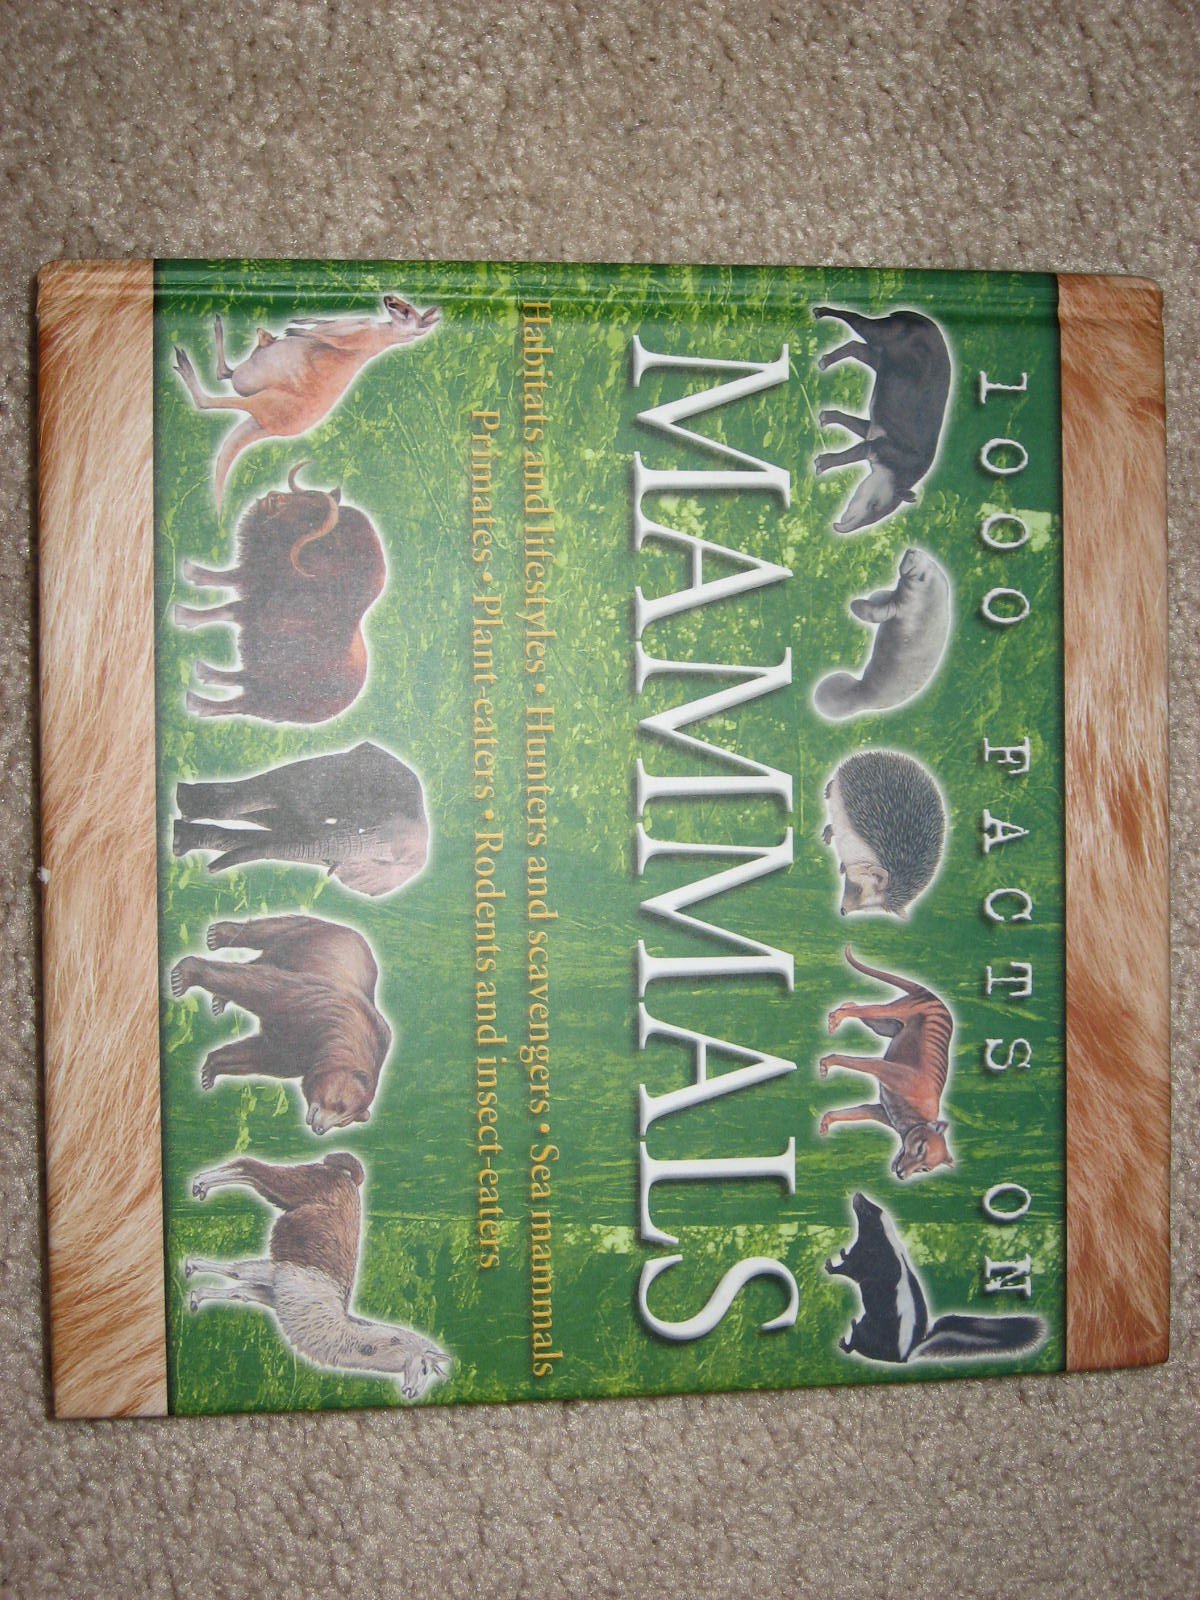 1000 FACTS ON
MAMMALS
Habitats and lifestyles • Hunters and scavengers • Sea mammals
Primates • Plant-eaters • Rodents and insect-eaters